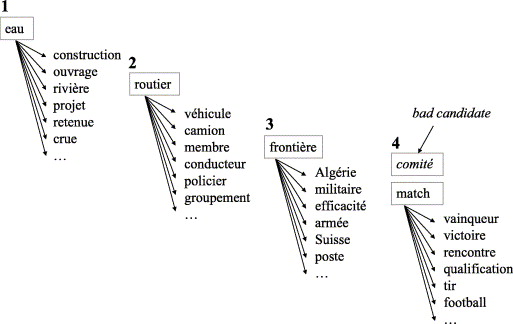 1
eau
construction
ouvrage
rivière
projet
retenue
crue
...
2
routier
véhicule
camion
membre
conducteur
policier
groupement
...
3
frontière
Algérie
militaire
efficacité
armée
Suisse
poste
...
bad candidate
4
comité
match
vainqueur
victoire
rencontre
qualification
tir
football
...